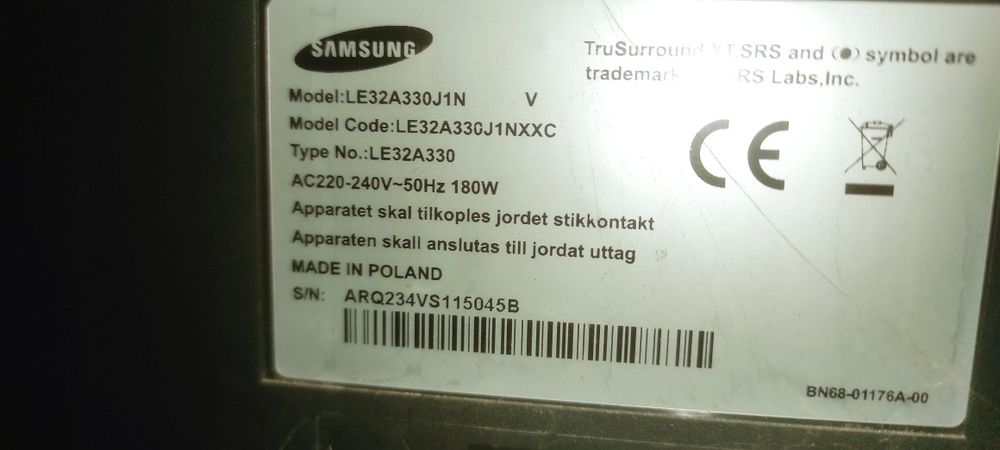 SAMSUNG
TruSurround XT, SRS and (●) symbol are
trademark RS Labs,Inc.
Model:LE32A330J1N V
Model Code:LE32A330J1NXXC
Type No.:LE32A330
AC220-240V~50Hz 180W
Apparatet skal tilkoples jordet stikkontakt
Apparaten skall anslutas till jordat uttag
MADE IN POLAND
S/N: ARQ234VS115045B
BN68-01176A-00